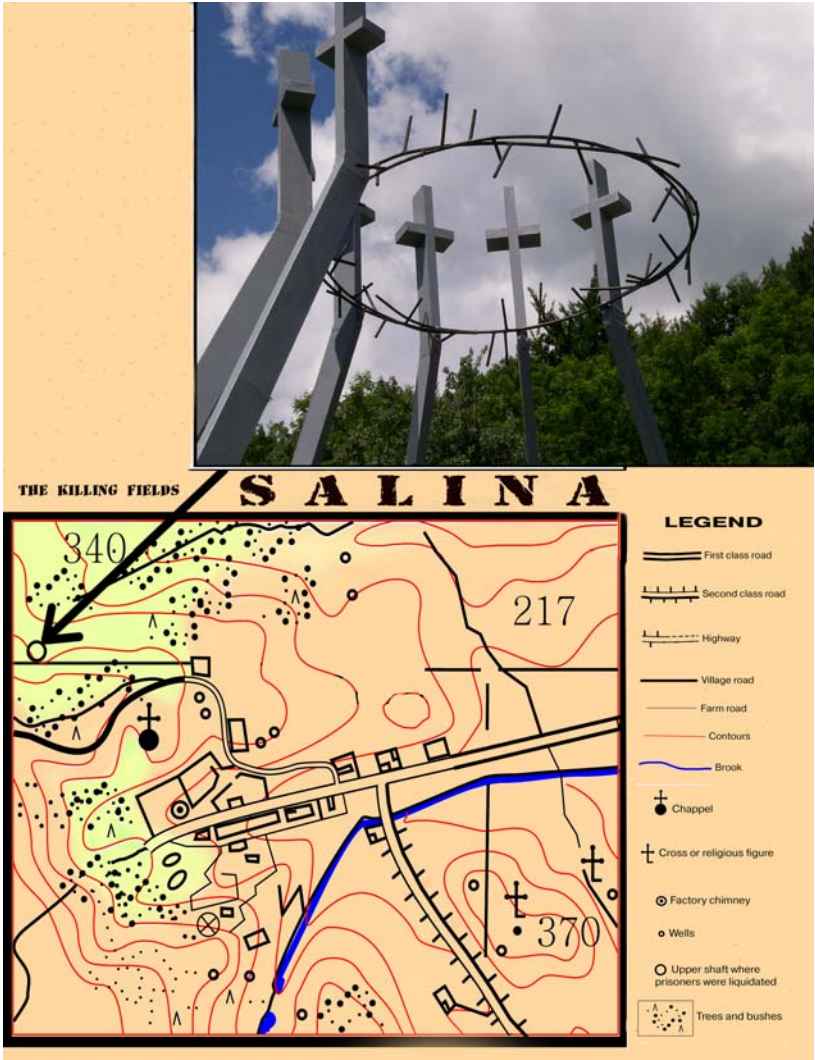 THE KILLING FIELDS
SALINA
340
217
370
LEGEND
First class road
Second class road
Highway
Village road
Farm road
Contours
Brook
Chappel
Cross or religious figure
Factory chimney
Wells
Upper shaft where
prisoners were liquidated
Trees and bushes